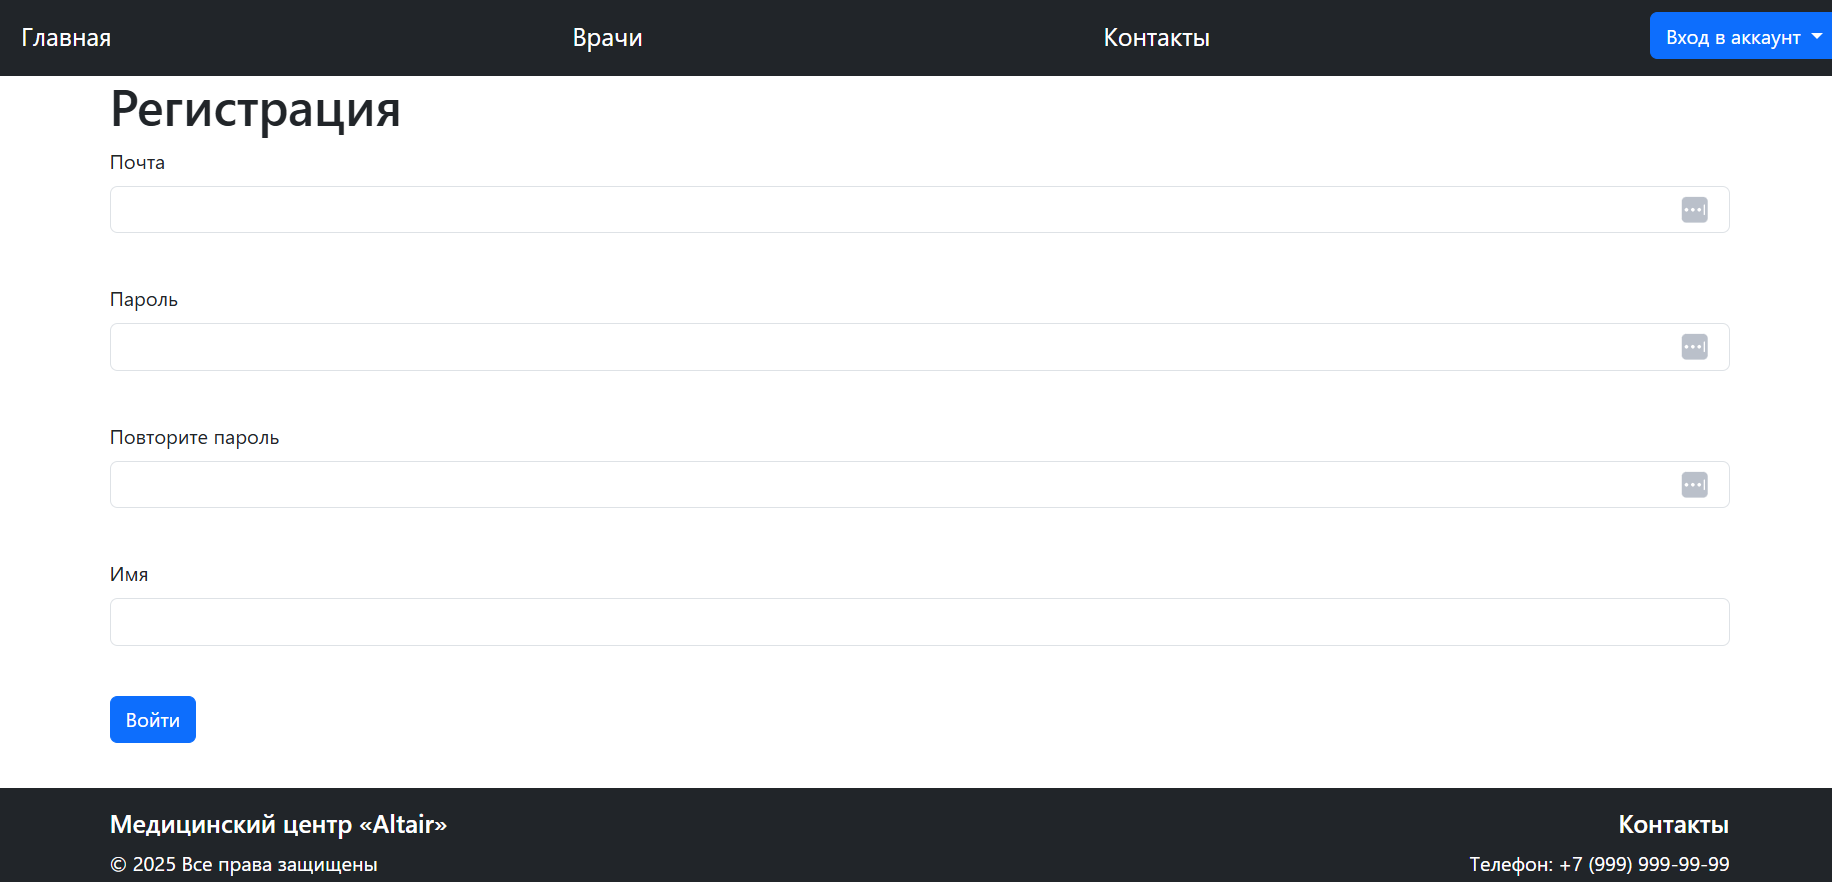 Главная
Врачи
Контакты
Вход в аккаунт
Регистрация
Почта
Пароль
Повторите пароль
Имя
Войти
Медицинский центр «Altair»
© 2025 Все права защищены
Контакты
Телефон: +7 (999) 999-99-99